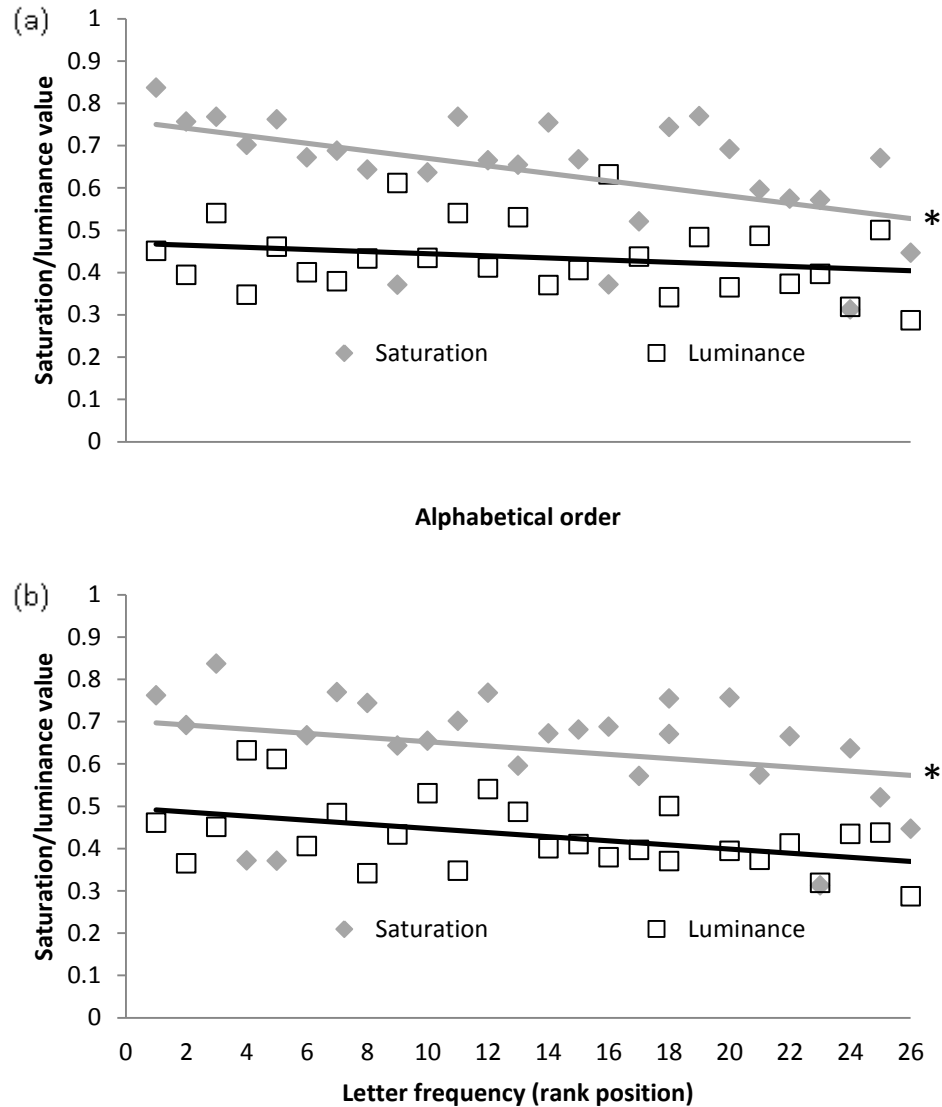 (a)
1
0.9
0.8
0.7
0.6
0.5
0.4
0.3
0.2
0.1
0
Saturation/luminance value
*
Saturation Luminance
Alphabetical order
(b)
1
0.9
0.8
0.7
0.6
0.5
0.4
0.3
0.2
0.1
0
Saturation/luminance value
*
Saturation Luminance
0 2 4 6 8 10 12 14 16 18 20 22 24 26
Letter frequency (rank position)